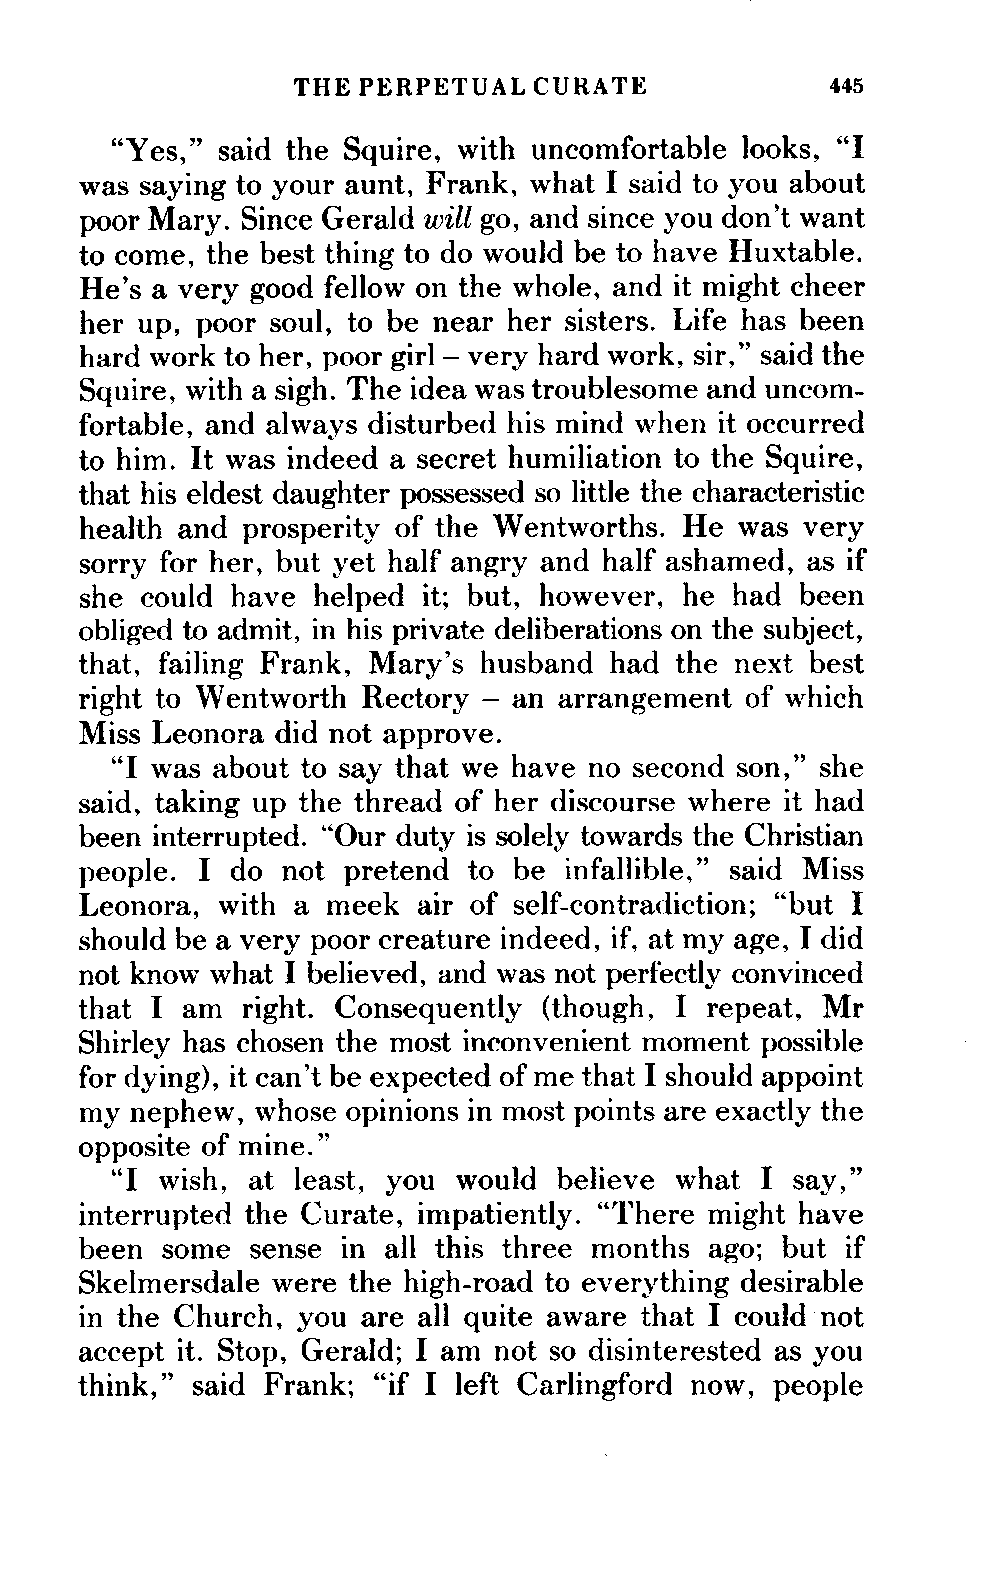 THE PERPETUAL CURATE 445
“Yes,” said the Squire, with uncomfortable looks, “I
was saying to your aunt, Frank, what I said to you about
poor Mary. Since Gerald will go, and since you don’t want
to come, the best thing to do would be to have Huxtable.
He’s a very good fellow on the whole, and it might cheer
her up, poor soul, to be near her sisters. Life has been
hard work to her, poor girl – very hard work, sir,” said the
Squire, with a sigh. The idea was troublesome and uncom-
fortable, and always disturbed his mind when it occurred
to him. It was indeed a secret humiliation to the Squire,
that his eldest daughter possessed so little the characteristic
health and prosperity of the Wentworths. He was very
sorry for her, but yet half angry and half ashamed, as if
she could have helped it; but, however, he had been
obliged to admit, in his private deliberations on the subject,
that, failing Frank, Mary’s husband had the next best
right to Wentworth Rectory – an arrangement of which
Miss Leonora did not approve.
“I was about to say that we have no second son,” she
said, taking up the thread of her discourse where it had
been interrupted. “Our duty is solely towards the Christian
people. I do not pretend to be infallible,” said Miss
Leonora, with a meek air of self-contradiction; “but I
should be a very poor creature indeed, if, at my age, I did
not know what I believed, and was not perfectly convinced
that I am right. Consequently (though, I repeat, Mr
Shirley has chosen the most inconvenient moment possible
for dying), it can’t be expected of me that I should appoint
my nephew, whose opinions in most points are exactly the
opposite of mine.”
“I wish, at least, you would believe what I say,”
interrupted the Curate, impatiently. “There might have
been some sense in all this three months ago; but if
Skelmersdale were the high-road to everything desirable
in the Church, you are all quite aware that I could not
accept it. Stop, Gerald; I am not so disinterested as you
think,” said Frank; “if I left Carlingford now, people